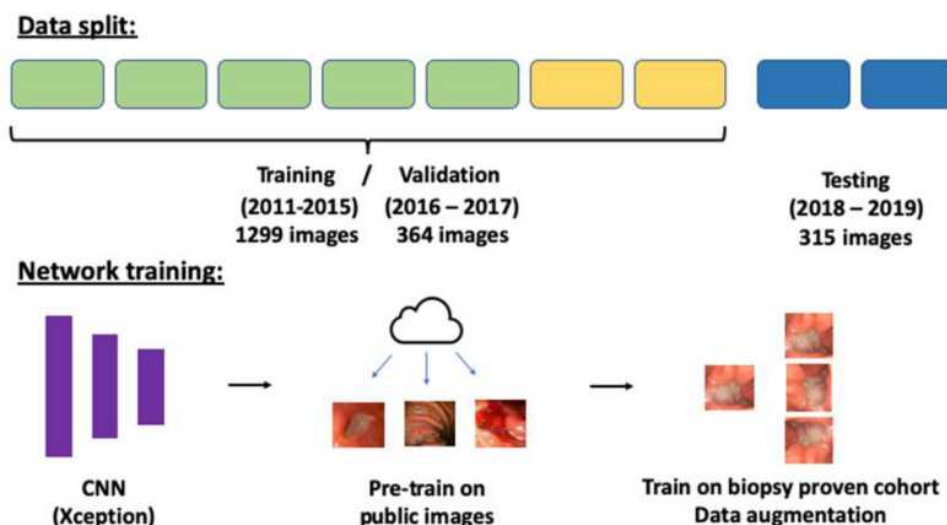 Data split:
Training / Validation
(2011-2015) (2016 – 2017)
1299 images 364 images
Testing
(2018 – 2019)
315 images
Network training:
CNN
(Xception)
Pre-train on
public images
Train on biopsy proven cohort
Data augmentation